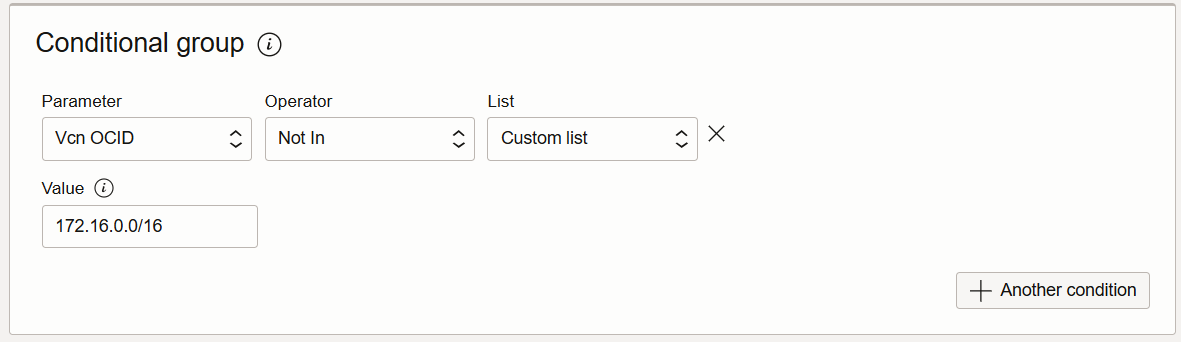 Conditional group
Parameter Operator List
Vcn OCID Not In Custom list
Value
172.16.0.0/16
Another condition